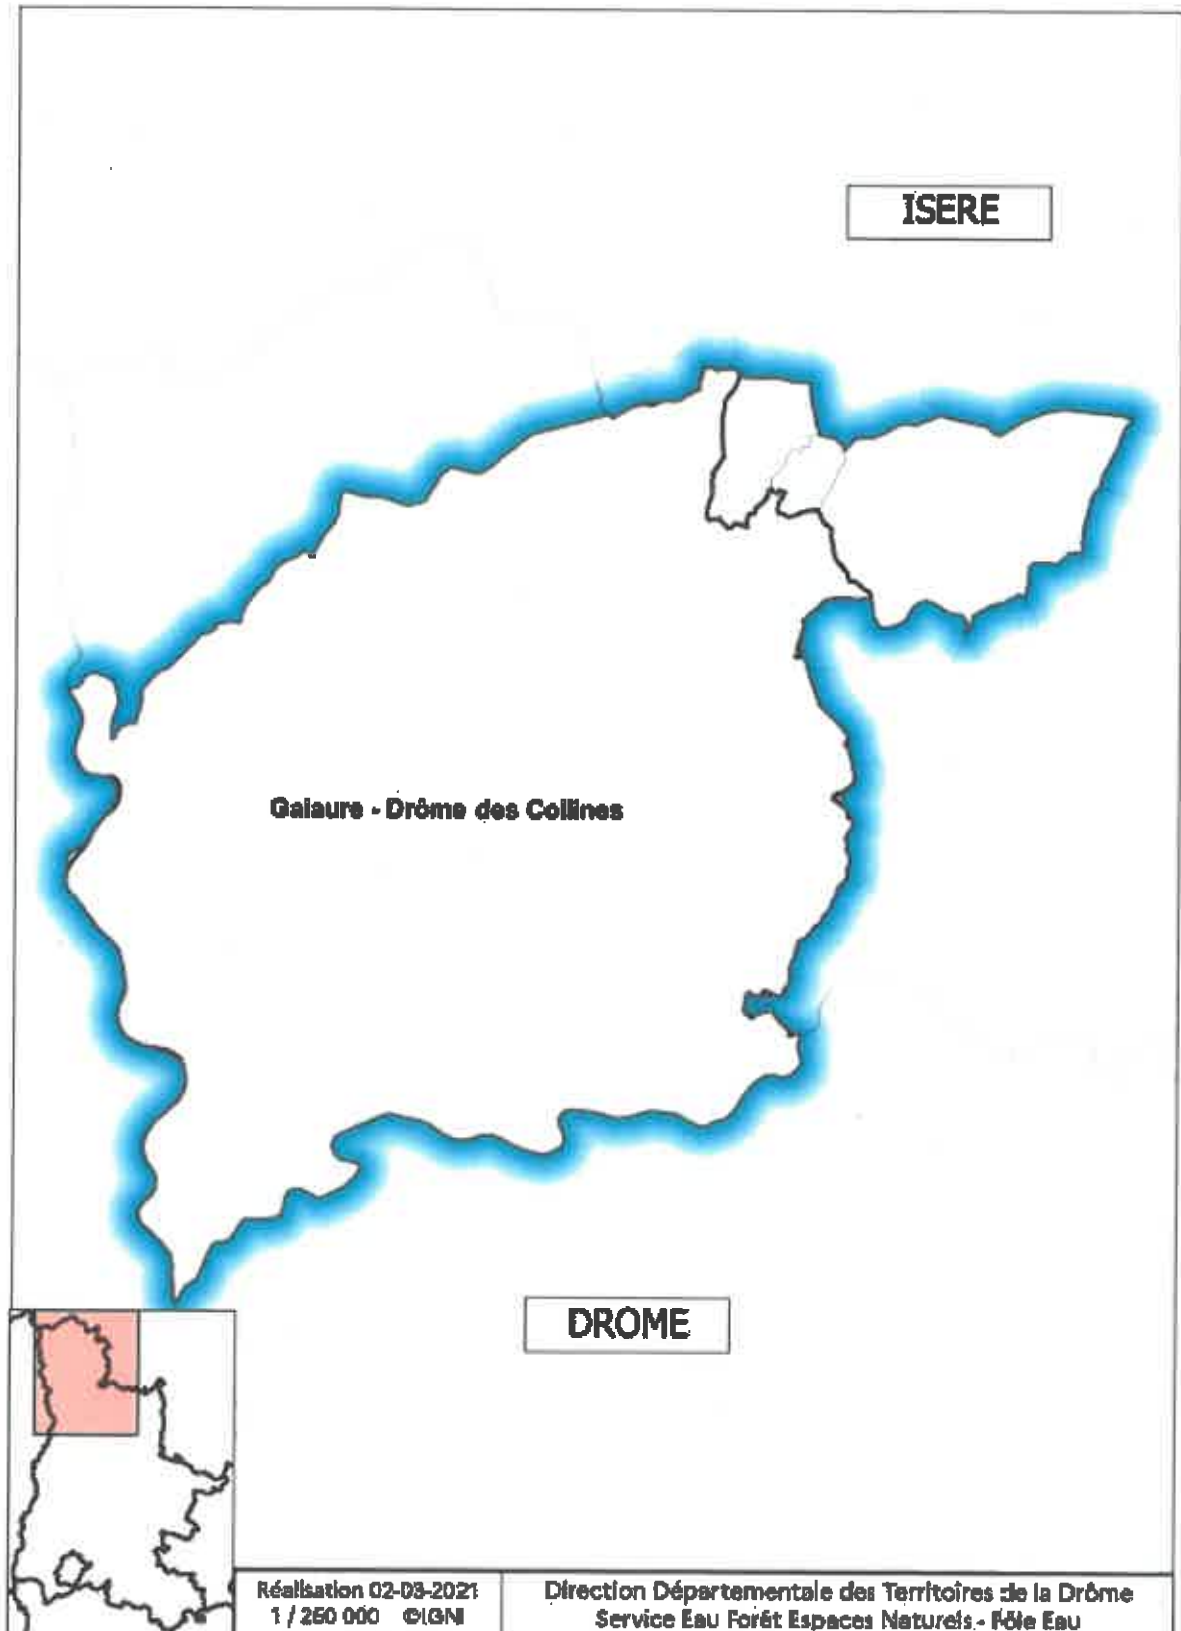 ISERE
Galaure - Drôme des Collines
DROME
Réalisation 02-03-2021
1 / 250 000 ©IGN
Direction Départementale des Territoires de la Drôme
Service Eau Forêt Espaces Naturels - Pôle Eau